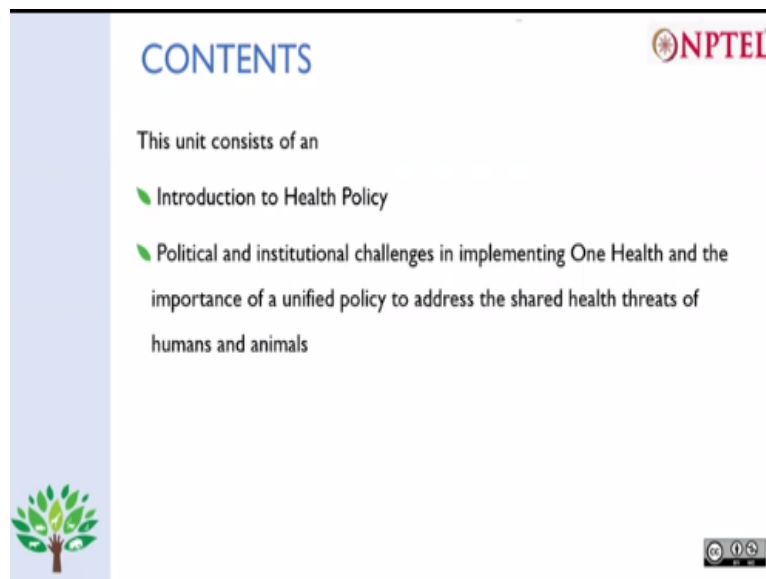 CONTENTS
NPTEL
This unit consists of an
Introduction to Health Policy
Political and institutional challenges in implementing One Health and the
importance of a unified policy to address the shared health threats of
humans and animals
cc